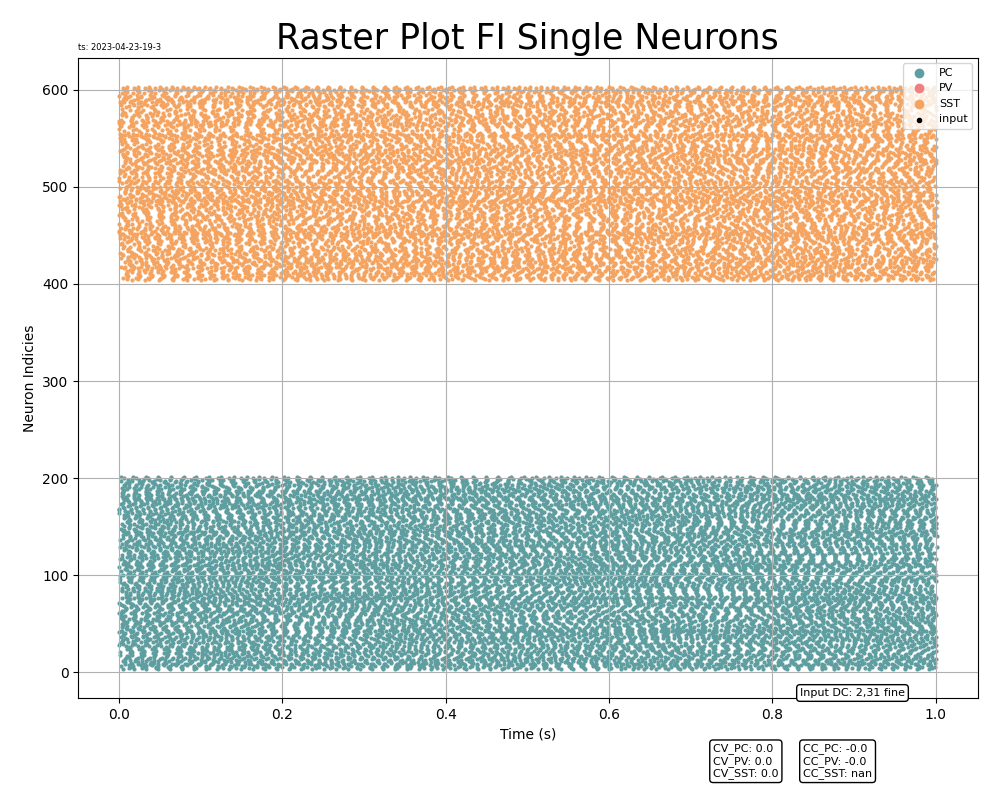 Raster Plot FI Single Neurons
ts: 2023-04-23-19-3
PC
PV
SST
input
600
500
400
300
200
100
0
Neuron Indicies
0.0 0.2 0.4 0.6 0.8 1.0
Time (s)
Input DC: 2,31 fine
CV_PC: 0.0
CV_PV: 0.0
CV_SST: 0.0
CC_PC: -0.0
CC_PV: -0.0
CC_SST: nan